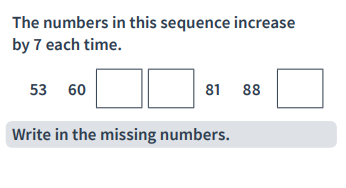 The numbers in this sequence increase
by 7 each time.
53 60 81 88
Write in the missing numbers.